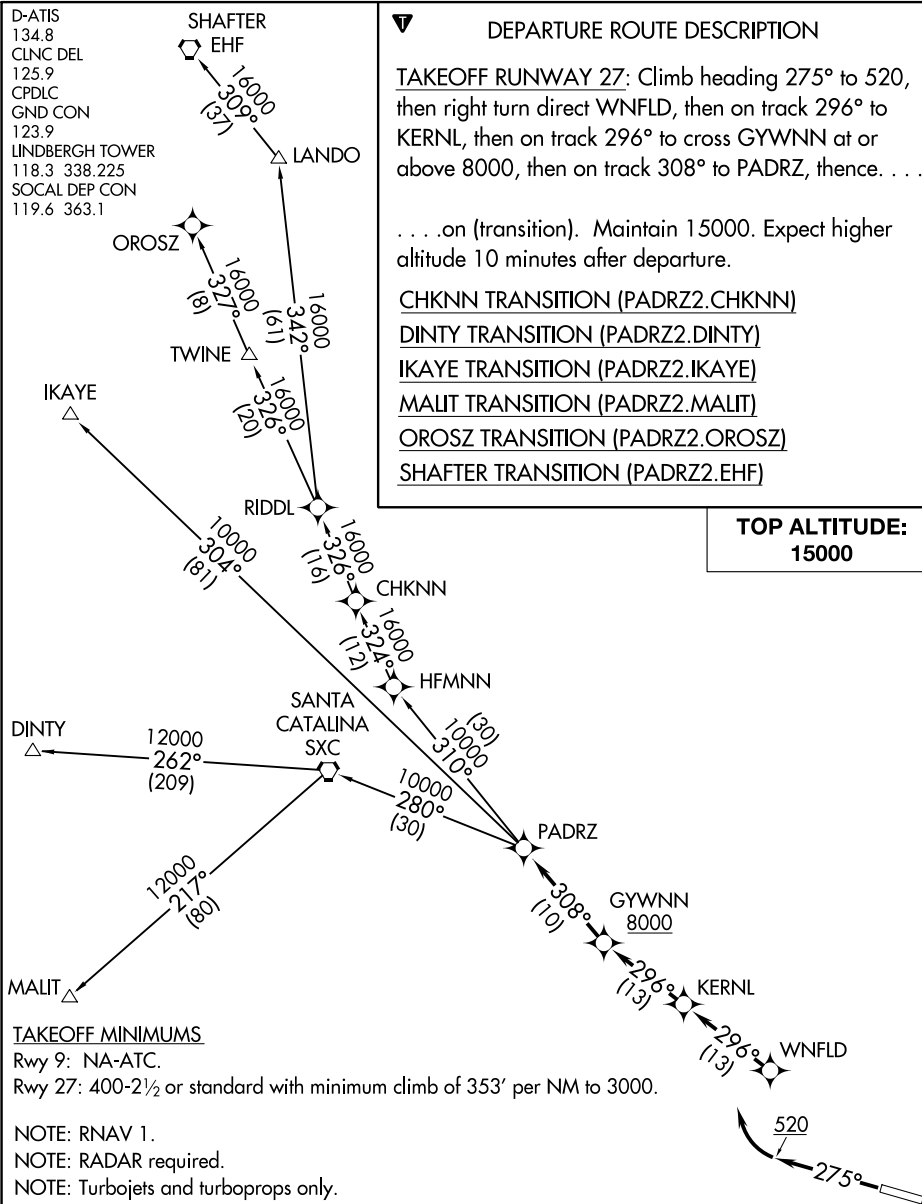 D-ATIS
134.8
CLNC DEL
125.9
CPDLC
GND CON
123.9
LINDBERGH TOWER
118.3 338.225
SOCAL DEP CON
119.6 363.1
SHAFTER
EHF
16000
309°
(37)
LANDO
OROSZ
16000
327°
(8)
16000
342°
(61)
TWINE
16000
326°
(20)
IKAYE
RIDDL
10000
304°
(81)
16000
326°
(16)
CHKNN
16000
324°
(12)
HFMNN
SANTA
CATALINA
SXC
(30)
10000
310°
DINTY
12000
262°
(209)
10000
280°
(30)
PADRZ
12000
217°
(80)
308°
(10)
GYWNN
8000
MALIT
296°
(13)
KERNL
296°
(13)
WNFLD
520
275°
T
DEPARTURE ROUTE DESCRIPTION
TAKEOFF RUNWAY 27: Climb heading 275° to 520,
then right turn direct WNFLD, then on track 296° to
KERNL, then on track 296° to cross GYWNN at or
above 8000, then on track 308° to PADRZ, thence. . . .
. . . .on (transition). Maintain 15000. Expect higher
altitude 10 minutes after departure.
CHKNN TRANSITION (PADRZ2.CHKNN)
DINTY TRANSITION (PADRZ2.DINTY)
IKAYE TRANSITION (PADRZ2.IKAYE)
MALIT TRANSITION (PADRZ2.MALIT)
OROSZ TRANSITION (PADRZ2.OROSZ)
SHAFTER TRANSITION (PADRZ2.EHF)
TOP ALTITUDE:
15000
TAKEOFF MINIMUMS
Rwy 9: NA-ATC.
Rwy 27: 400-2½ or standard with minimum climb of 353' per NM to 3000.
NOTE: RNAV 1.
NOTE: RADAR required.
NOTE: Turbojets and turboprops only.